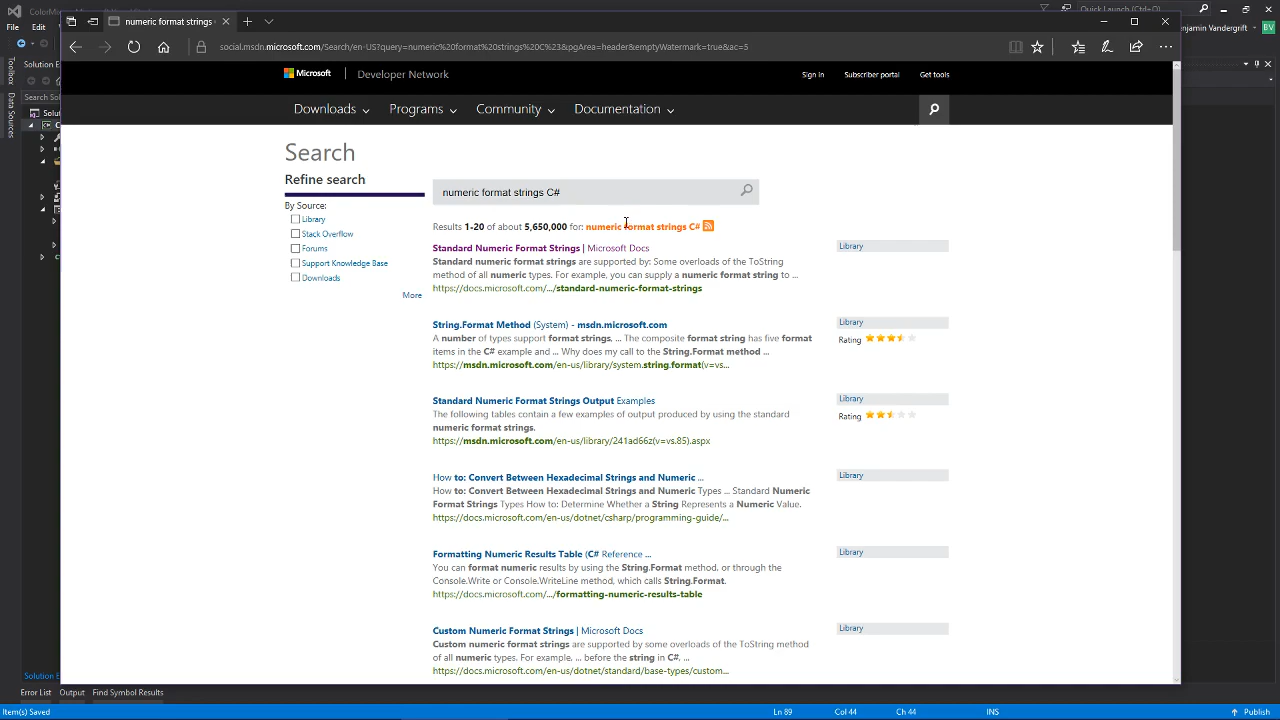 ColorM
numeric format strings
enjamin Vandergrift
BV
social.msdn.microsoft.com/Search/en-US?query=numeric%20format%20strings%20C%23&pgArea=header&emptyWatermark=true&ac=5
Toolbox
Data Sources
Search Solu
Solut
Microsoft
Developer Network
Sign in
Subscriber portal
Get tools
Downloads
Programs
Community
Documentation
Search
Refine search
numeric format strings C#
By Source:
Library
Stack Overflow
Forums
Support Knowledge Base
Downloads
More
Results 1-20 of about 5,650,000 for: numeric format strings C#
Standard Numeric Format Strings | Microsoft Docs
Library
Standard numeric format strings are supported by: Some overloads of the ToString
method of all numeric types. For example, you can supply a numeric format string to ...
https://docs.microsoft.com/.../standard-numeric-format-strings
String.Format Method (System) - msdn.microsoft.com
Library
A number of types support format strings, ... The composite format string has five format
Rating
items in the C# example and ... Why does my call to the String.Format method ...
https://msdn.microsoft.com/en-us/library/system.string.format(v=vs...
Standard Numeric Format Strings Output Examples
Library
The following tables contain a few examples of output produced by using the standard
Rating
numeric format strings.
https://msdn.microsoft.com/en-us/library/241ad66z(v=vs.85).aspx
How to: Convert Between Hexadecimal Strings and Numeric ...
Library
How to: Convert Between Hexadecimal Strings and Numeric Types ... Standard Numeric
Format Strings Types How to: Determine Whether a String Represents a Numeric Value.
https://docs.microsoft.com/en-us/dotnet/csharp/programming-guide/...
Formatting Numeric Results Table (C# Reference ...
Library
You can format numeric results by using the String.Format method, or through the
Console.Write or Console.WriteLine method, which calls String.Format.
https://docs.microsoft.com/.../formatting-numeric-results-table
Custom Numeric Format Strings | Microsoft Docs
Library
Custom numeric format strings are supported by some overloads of the ToString method
of all numeric types. For example, ... before the string in C#. ...
https://docs.microsoft.com/en-us/dotnet/standard/base-types/custom...
Solution E
Error List
Output
Find Symbol Results
Item(s) Saved
Ln 89
Col 44
Ch 44
INS
Publish